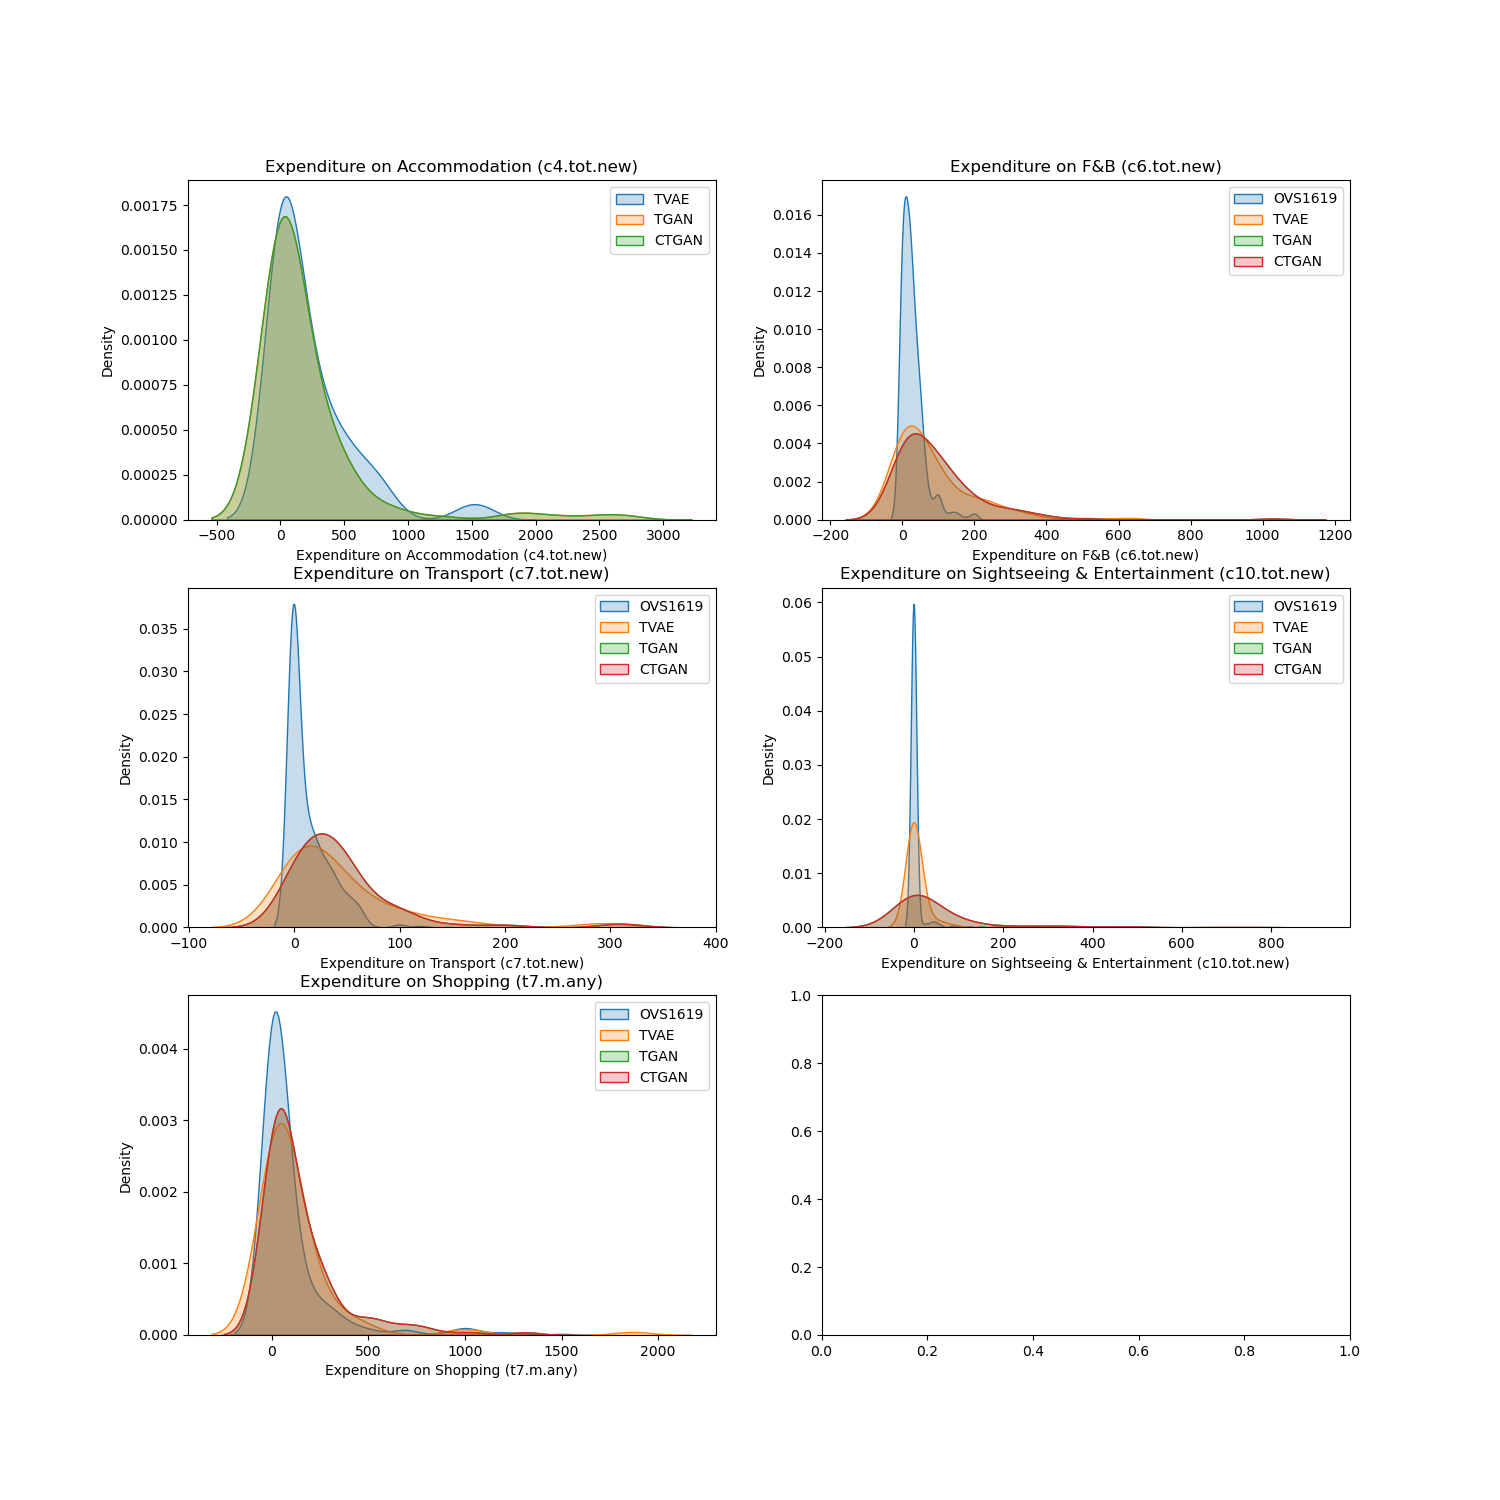 Expenditure on Accommodation (c4.tot.new)
TVAE
TGAN
CTGAN
0.00175
0.00150
0.00125
0.00100
0.00075
0.00050
0.00025
0.00000
Density
−500 0 500 1000 1500 2000 2500 3000
Expenditure on Accommodation (c4.tot.new)
Expenditure on F&B (c6.tot.new)
OVS1619
TVAE
TGAN
CTGAN
0.016
0.014
0.012
0.010
0.008
0.006
0.004
0.002
0.000
Density
−200 0 200 400 600 800 1000 1200
Expenditure on F&B (c6.tot.new)
Expenditure on Transport (c7.tot.new)
OVS1619
TVAE
TGAN
CTGAN
0.035
0.030
0.025
0.020
0.015
0.010
0.005
0.000
Density
−100 0 100 200 300 400
Expenditure on Transport (c7.tot.new)
Expenditure on Sightseeing & Entertainment (c10.tot.new)
OVS1619
TVAE
TGAN
CTGAN
0.06
0.05
0.04
0.03
0.02
0.01
0.00
Density
−200 0 200 400 600 800
Expenditure on Sightseeing & Entertainment (c10.tot.new)
Expenditure on Shopping (t7.m.any)
OVS1619
TVAE
TGAN
CTGAN
0.004
0.003
0.002
0.001
0.000
Density
0 500 1000 1500 2000
Expenditure on Shopping (t7.m.any)
1.0
0.8
0.6
0.4
0.2
0.0
0.0 0.2 0.4 0.6 0.8 1.0